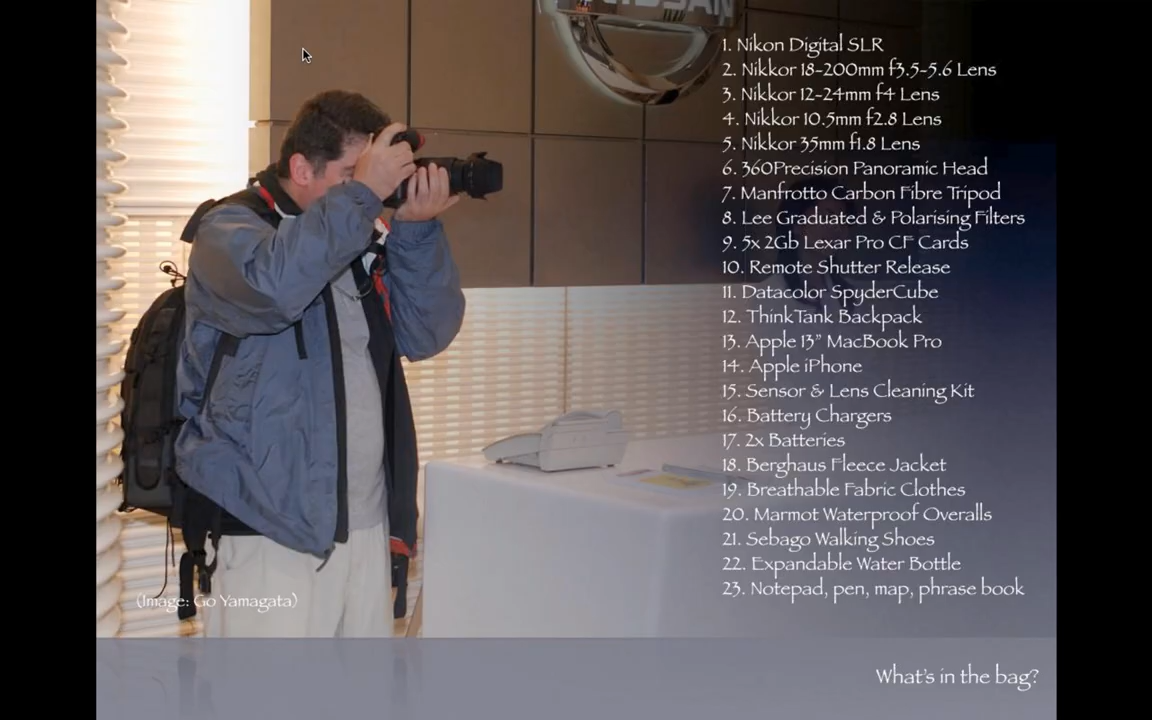 NISSAN
1. Nikon Digital SLR
2. Nikkor 18-200mm f3.5-5.6 Lens
3. Nikkor 12-24mm f4 Lens
4. Nikkor 10.5mm f2.8 Lens
5. Nikkor 35mm f1.8 Lens
6. 360Precision Panoramic Head
7. Manfrotto Carbon Fibre Tripod
8. Lee Graduated & Polarising Filters
9. 5x 2Gb Lexar Pro CF Cards
10. Remote Shutter Release
11. Datacolor SpyderCube
12. ThinkTank Backpack
13. Apple 13” MacBook Pro
14. Apple iPhone
15. Sensor & Lens Cleaning Kit
16. Battery Chargers
17. 2x Batteries
18. Berghaus Fleece Jacket
19. Breathable Fabric Clothes
20. Marmot Waterproof Overalls
21. Sebago Walking Shoes
22. Expandable Water Bottle
23. Notepad, pen, map, phrase book
(Image: Go Yamagata)
What’s in the bag?